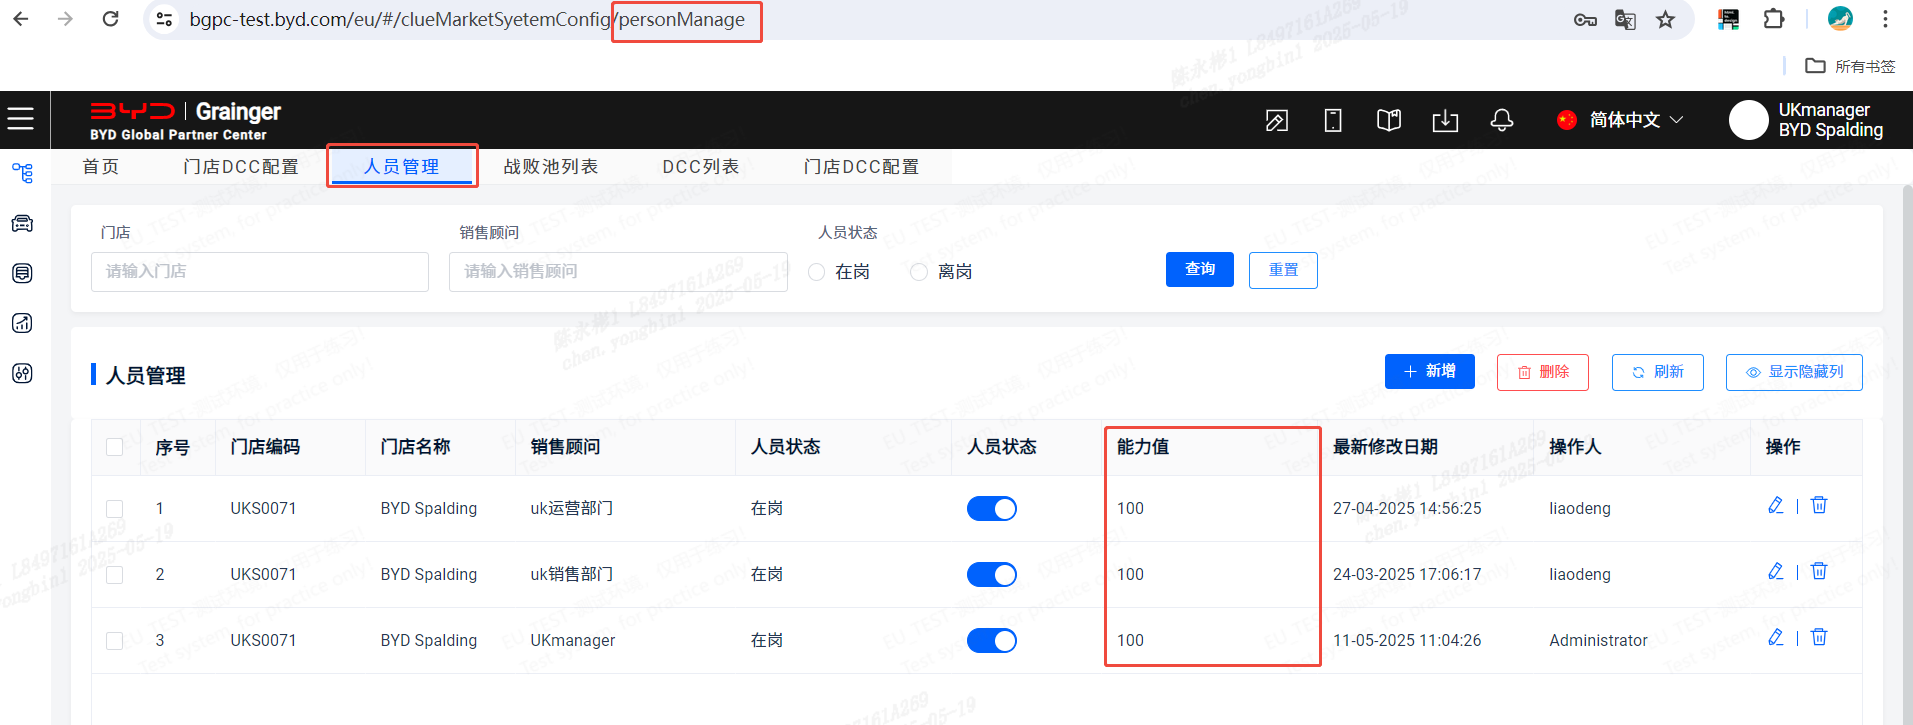 bgpc-test.byd.com/eu/#/clueMarketSyetemConfig/personManage
所有书签
BYD | Grainger
BYD Global Partner Center
简体中文
UKmanager
BYD Spalding
首页 门店DCC配置 人员管理 战败池列表 DCC列表 门店DCC配置
门店 销售顾问 人员状态
请输入门店 请输入销售顾问 在岗 离岗 查询 重置
人员管理 新增 删除 刷新 显示隐藏列
序号 门店编码 门店名称 销售顾问 人员状态 人员状态 能力值 最新修改日期 操作人 操作
1 UKS0071 BYD Spalding uk运营部门 在岗 100 27-04-2025 14:56:25 liaodeng
2 UKS0071 BYD Spalding uk销售部门 在岗 100 24-03-2025 17:06:17 liaodeng
3 UKS0071 BYD Spalding UKmanager 在岗 100 11-05-2025 11:04:26 Administrator
陈永彬1 L8497161A269
chen.yongbin1 2025-05-19
EU_TEST-测试环境，仅用于练习！
Test system, for practice only!